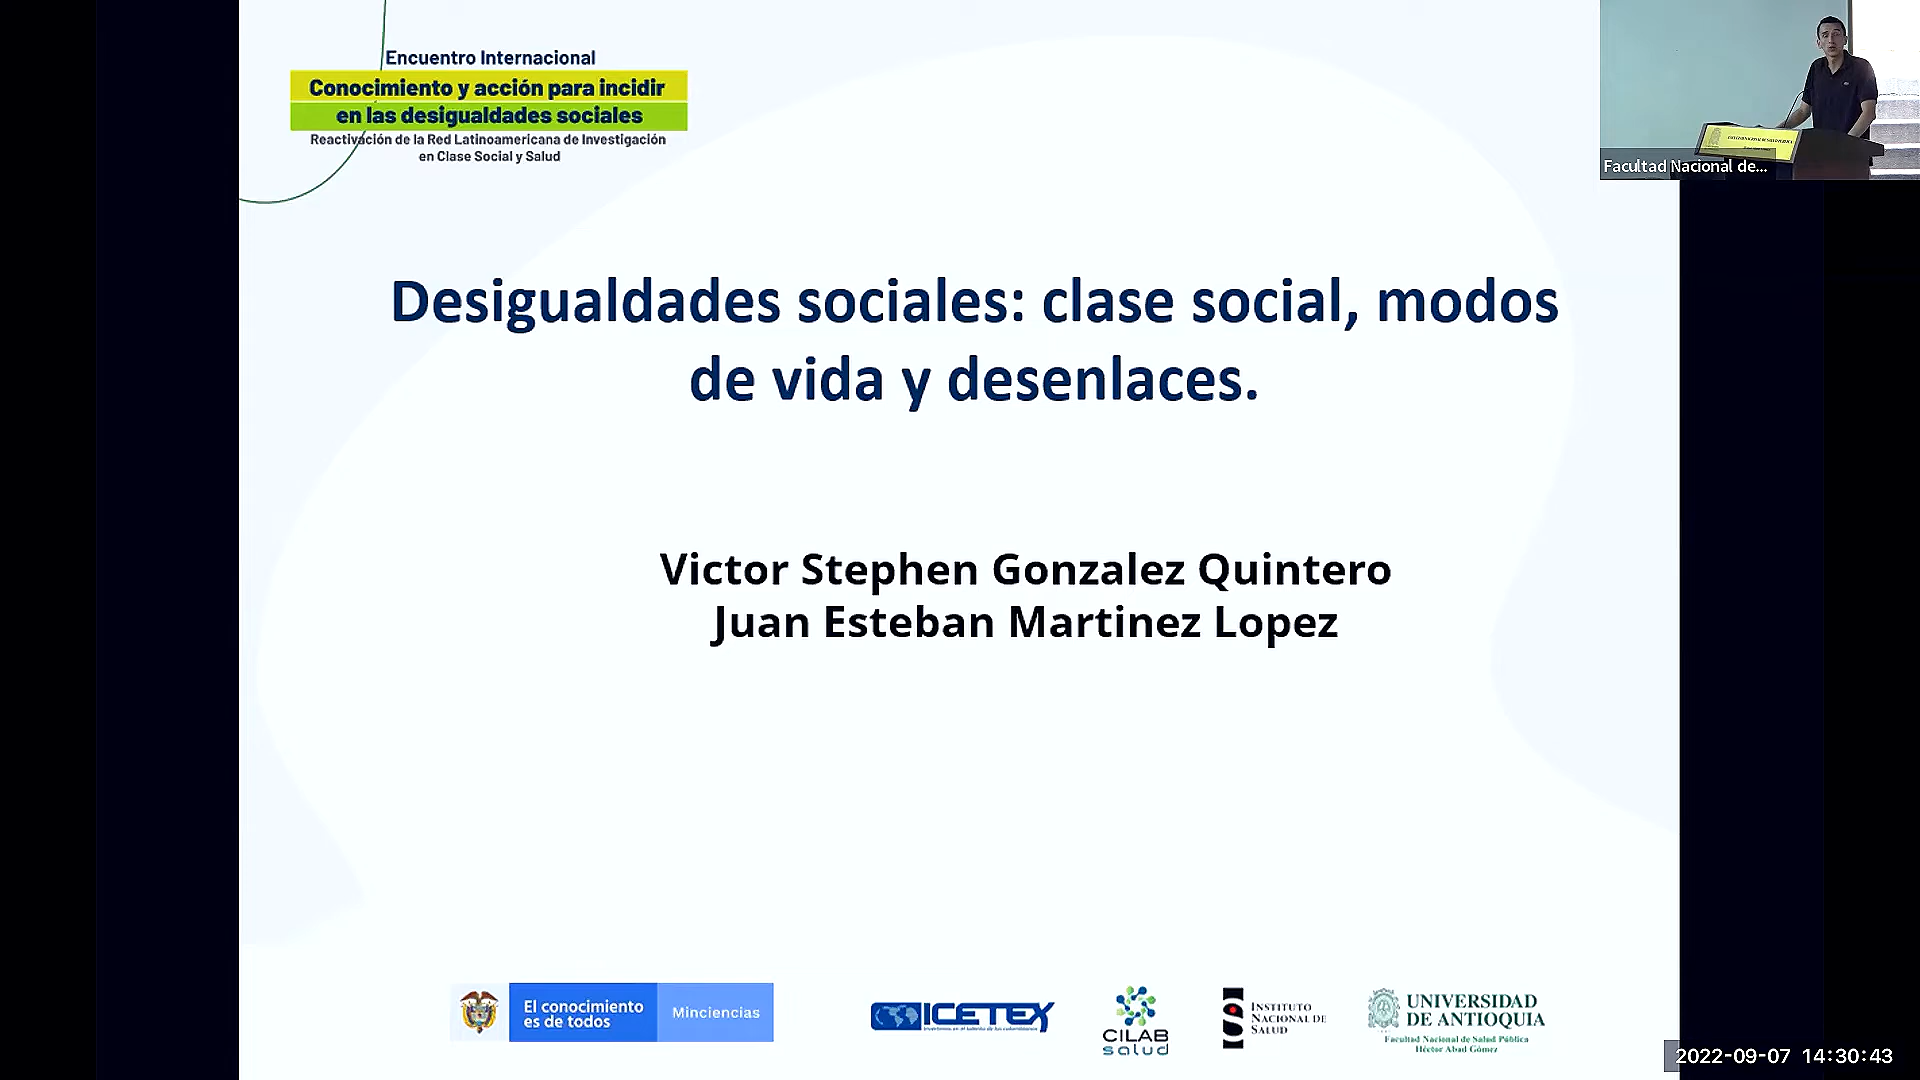 Encuentro Internacional
Conocimiento y acción para incidir
en las desigualdades sociales
Reactivación de la Red Latinoamericana de Investigación
en Clase Social y Salud
Facultad Nacional de...
Desigualdades sociales: clase social, modos
de vida y desenlaces.
Victor Stephen Gonzalez Quintero
Juan Esteban Martinez Lopez
El conocimiento
es de todos
Minciencias
ICETEX
CILAB
salud
INSTITUTO
NACIONAL DE
SALUD
UNIVERSIDAD
DE ANTIOQUIA
Facultad Nacional de Salud Pública
Héctor Abad Gómez
2022-09-07 14:30:43